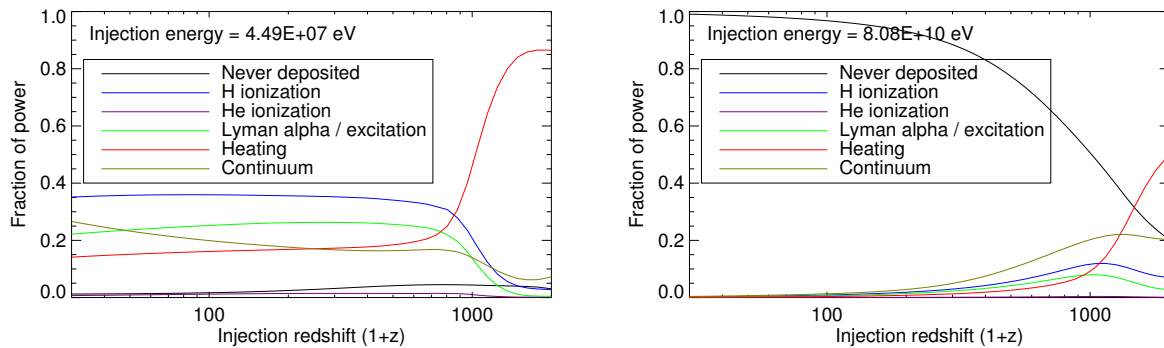 Injection energy = 4.49E+07 eV
Never deposited
H ionization
He ionization
Lyman alpha / excitation
Heating
Continuum
1.0
0.8
0.6
0.4
0.2
0.0
Fraction of power
100
1000
Injection redshift (1+z)
Injection energy = 8.08E+10 eV
Never deposited
H ionization
He ionization
Lyman alpha / excitation
Heating
Continuum
1.0
0.8
0.6
0.4
0.2
0.0
Fraction of power
100
1000
Injection redshift (1+z)